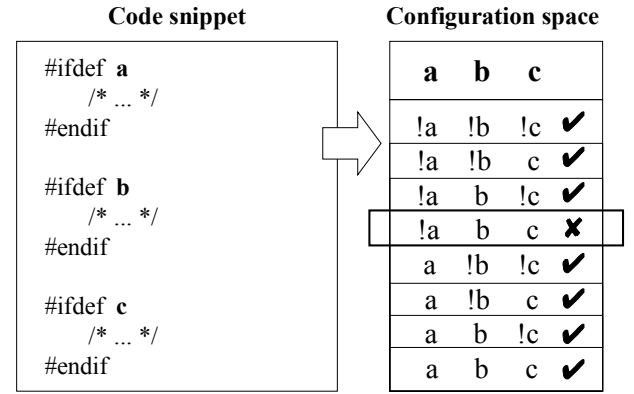 Code snippet
Configuration space
#ifdef a
/* ... */
#endif
#ifdef b
/* ... */
#endif
#ifdef c
/* ... */
#endif
a b c
!a !b !c ✔
!a !b c ✔
!a b !c ✔
!a b c ✘
a !b !c ✔
a !b c ✔
a b !c ✔
a b c ✔